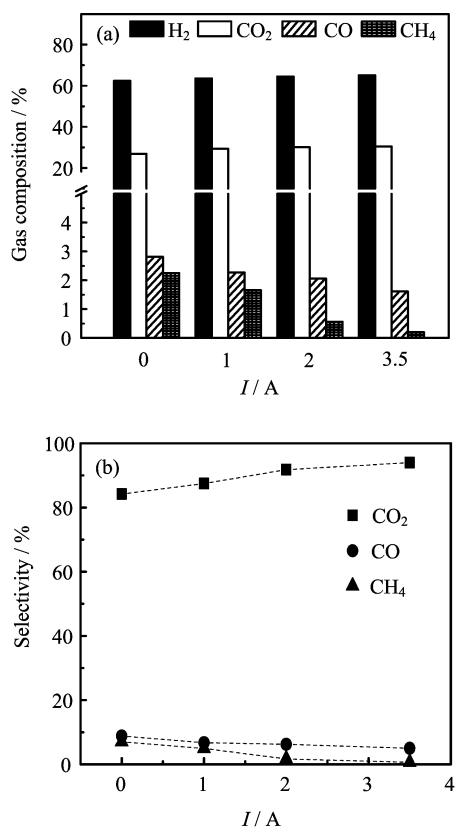 (a) H₂ CO₂ CO CH₄
80
60
40
20
4
3
2
1
0
Gas composition / %
0 1 2 3.5
I / A
(b)
100
80
60
40
20
0
Selectivity / %
CO₂
CO
CH₄
0 1 2 3 4
I / A